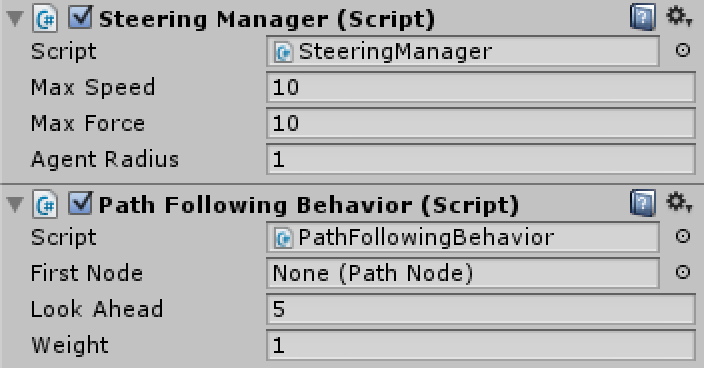 Steering Manager (Script)
Script SteeringManager
Max Speed 10
Max Force 10
Agent Radius 1
Path Following Behavior (Script)
Script PathFollowingBehavior
First Node None (Path Node)
Look Ahead 5
Weight 1